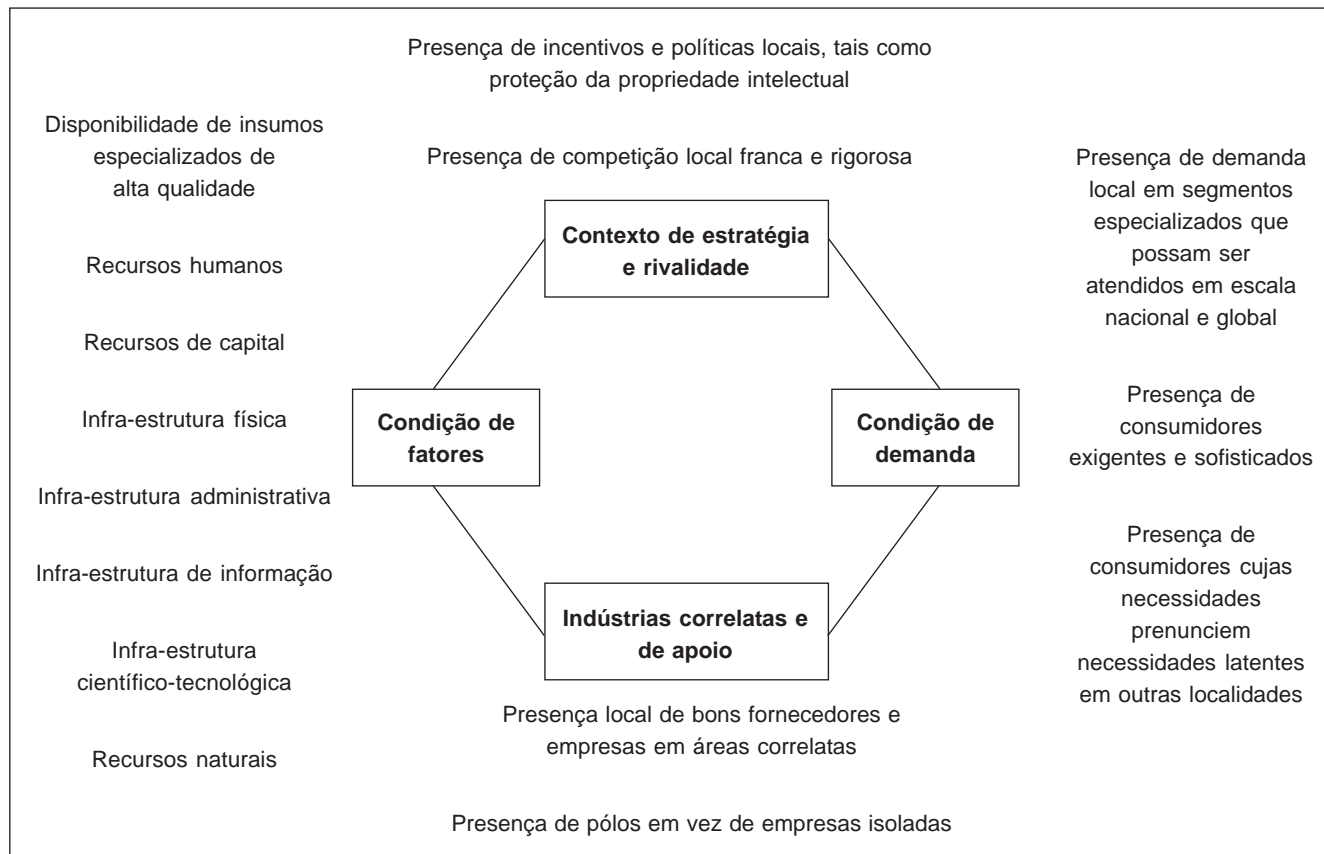 Presença de incentivos e políticas locais, tais como
proteção da propriedade intelectual
Presença de competição local franca e rigorosa
Disponibilidade de insumos
especializados de
alta qualidade
Recursos humanos
Recursos de capital
Infra-estrutura física
Infra-estrutura administrativa
Infra-estrutura de informação
Infra-estrutura
científico-tecnológica
Recursos naturais
Contexto de estratégia
e rivalidade
Condição de
fatores
Condição de
demanda
Indústrias correlatas e
de apoio
Presença local de bons fornecedores e
empresas em áreas correlatas
Presença de pólos em vez de empresas isoladas
Presença de demanda
local em segmentos
especializados que
possam ser
atendidos em escala
nacional e global
Presença de
consumidores
exigentes e sofisticados
Presença de
consumidores cujas
necessidades
prenunciem
necessidades latentes
em outras localidades